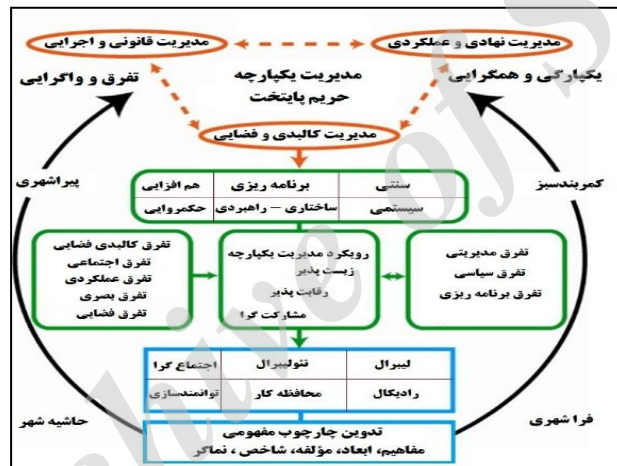 مدیریت نهادی و عملکردی
مدیریت قانونی و اجرایی
یکپارگی و همگرایی
مدیریت یکپارچه
حریم پایتخت
تفرق و واگرایی
مدیریت کالبدی و فضایی
کمربندسبز
پیراشهری
سنتی
برنامه ریزی
هم افزایی
سیستمی
ساختاری – راهبردی
حکمروایی
تفرق مدیریتی
تفرق سیاسی
تفرق برنامه ریزی
رویکرد مدیریت یکپارچه
زیست پذیر
رقابت پذیر
مشارکت گرا
تفرق کالبدی فضایی
تفرق اجتماعی
تفرق عملکردی
تفرق بصری
تفرق فضایی
لیبرال
نئولیبرال
اجتماع گرا
رادیکال
محافظه کار
توانمندسازی
فرا شهری
حاشیه شهر
تدوین چارچوب مفهومی
مفاهیم، ابعاد، مؤلفه، شاخص ، نماگر
Archive of S